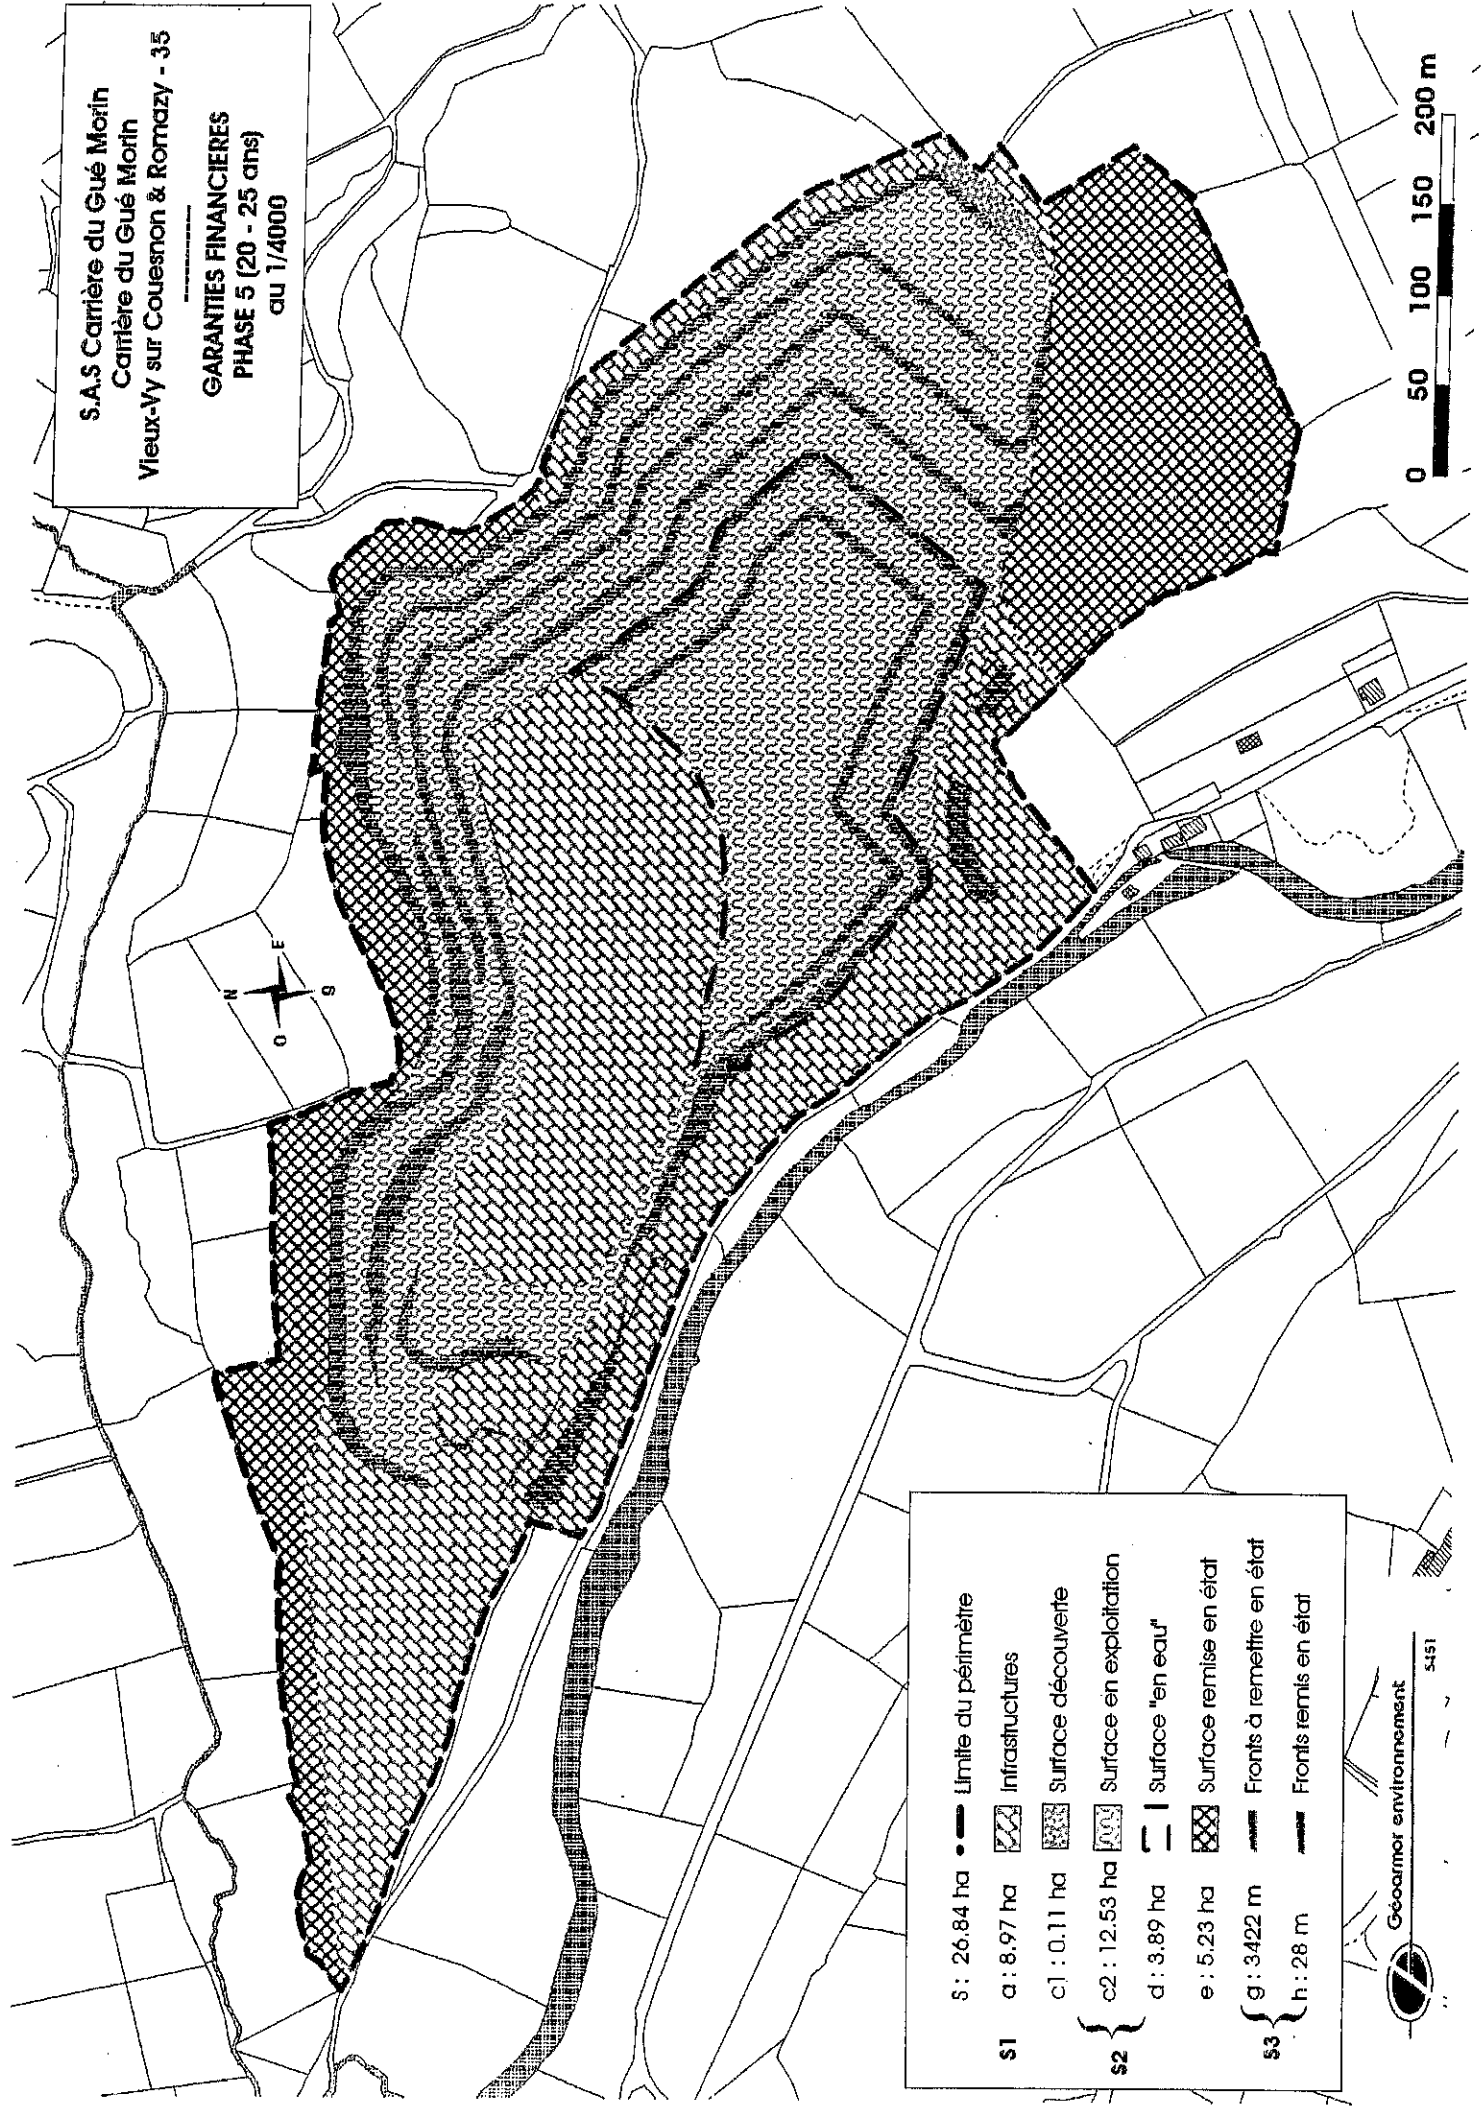 S.A.S Carrière du Gué Morin
Carrière du Gué Morin
Vieux-Vy sur Couesnon & Romazy - 35
GARANTIES FINANCIERES
PHASE 5 (20 - 25 ans)
au 1/4000
N
O
E
S
0 50 100 150 200 m
S : 26.84 ha Limite du périmètre
S1 a : 8.97 ha Infrastructures
c1 : 0.11 ha Surface découverte
S2 c2 : 12.53 ha Surface en exploitation
d : 3.89 ha Surface "en eau"
e : 5.23 ha Surface remise en état
S3 g : 3422 m Fronts à remettre en état
h : 28 m Fronts remis en état
Géoarmor environnement
5451